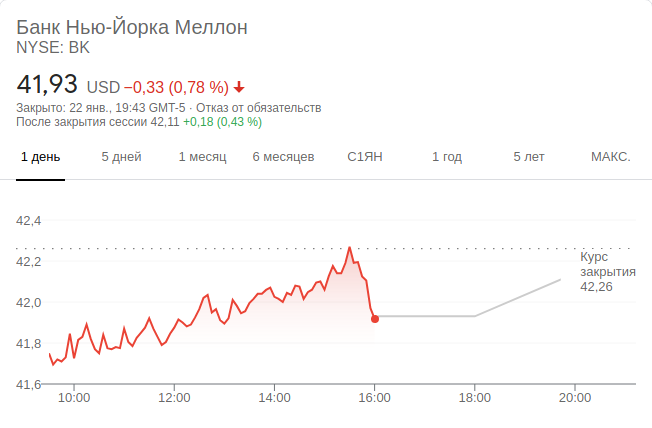 Банк Нью-Йорка Меллон
NYSE: BK
41,93 USD −0,33 (0,78 %)
Закрыто: 22 янв., 19:43 GMT-5 · Отказ от обязательств
После закрытия сессии 42,11 +0,18 (0,43 %)
1 день 5 дней 1 месяц 6 месяцев С1ЯН 1 год 5 лет МАКС.
42,4
Курс
закрытия
42,26
42,2
42,0
41,8
41,6
10:00 12:00 14:00 16:00 18:00 20:00